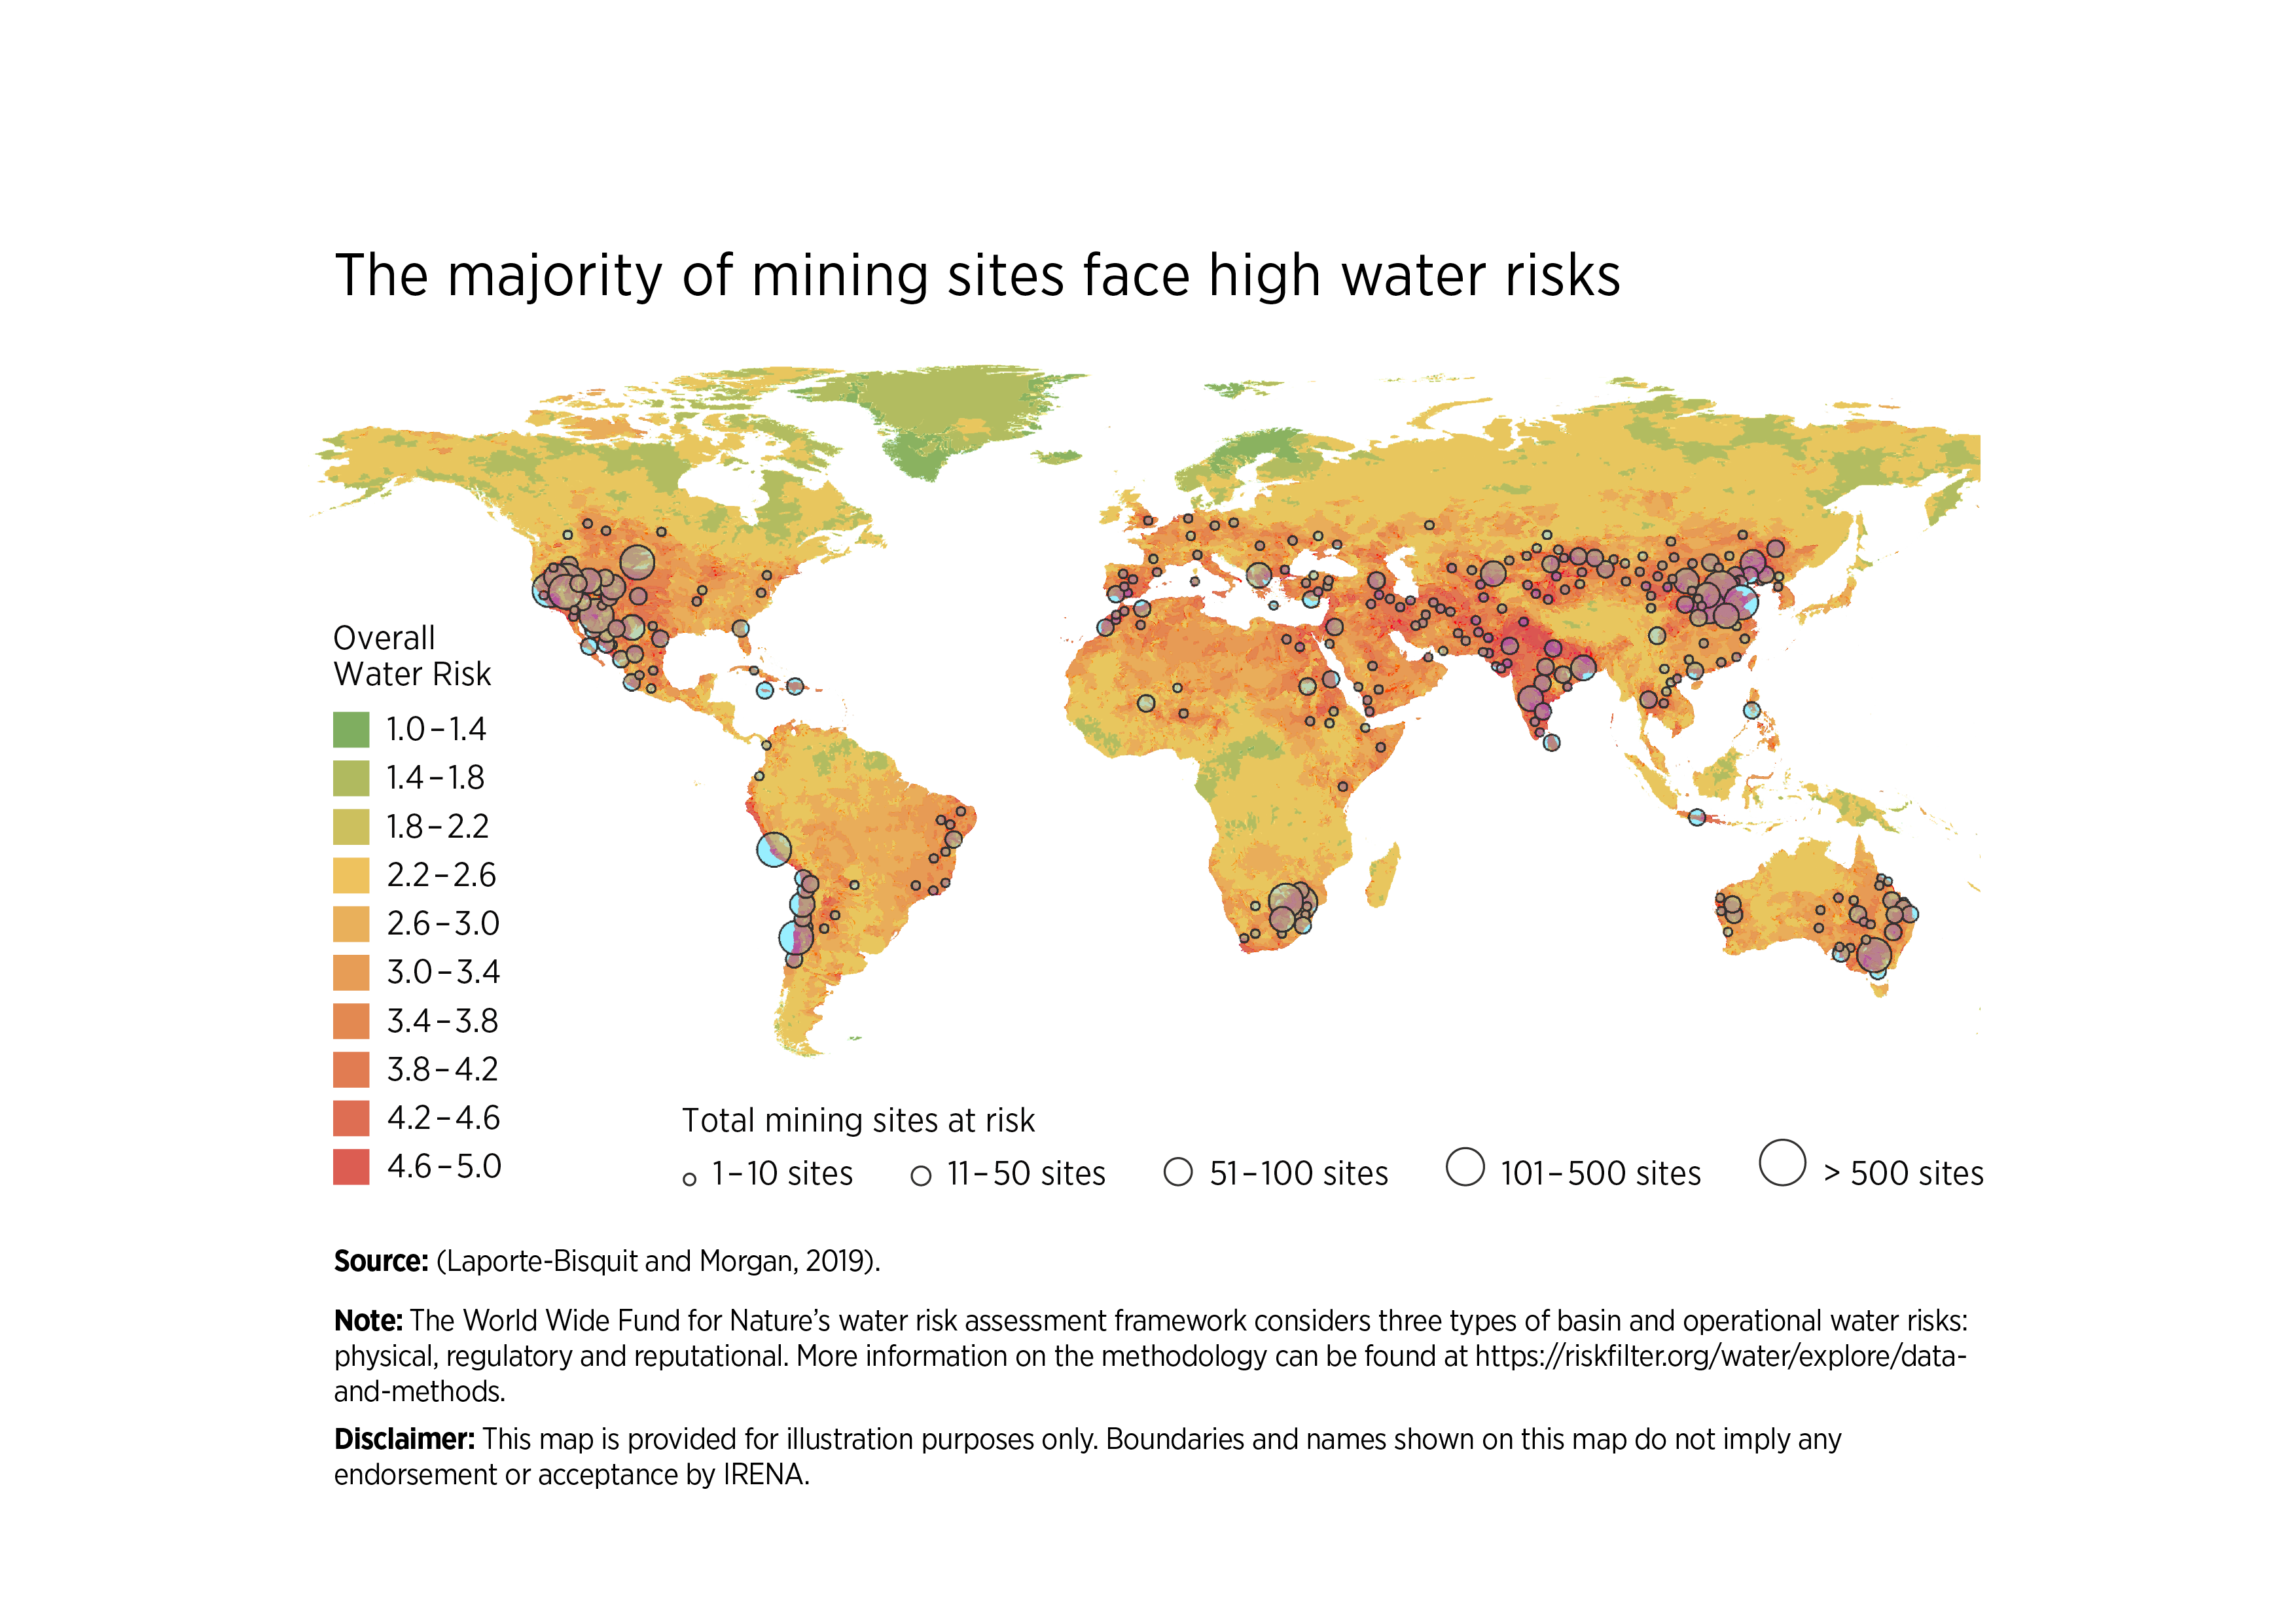 The majority of mining sites face high water risks
Overall
Water Risk
1.0–1.4
1.4–1.8
1.8–2.2
2.2–2.6
2.6–3.0
3.0–3.4
3.4–3.8
3.8–4.2
4.2–4.6
4.6–5.0
Total mining sites at risk
1–10 sites
11–50 sites
51–100 sites
101–500 sites
> 500 sites
Source: (Laporte-Bisquit and Morgan, 2019).
Note: The World Wide Fund for Nature’s water risk assessment framework considers three types of basin and operational water risks:
physical, regulatory and reputational. More information on the methodology can be found at https://riskfilter.org/water/explore/data-
and-methods.
Disclaimer: This map is provided for illustration purposes only. Boundaries and names shown on this map do not imply any
endorsement or acceptance by IRENA.